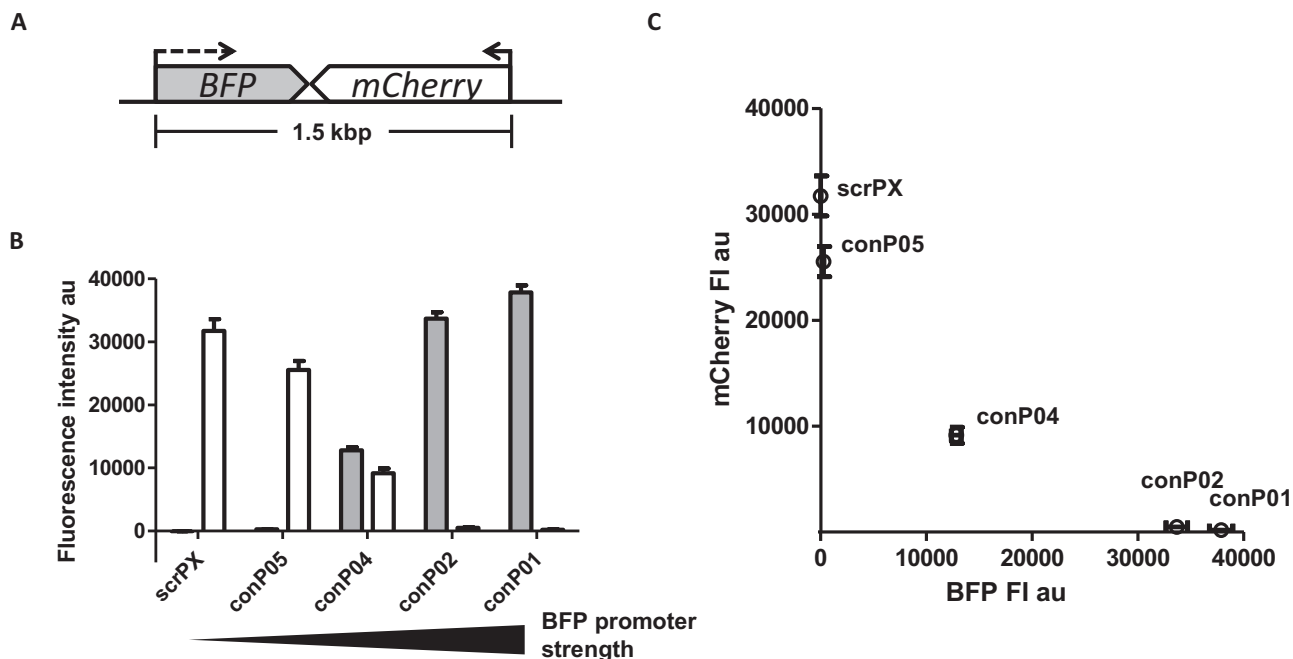 A
BFP
mCherry
1.5 kbp
B
Fluorescence intensity au
40000
30000
20000
10000
0
scrPX
conP05
conP04
conP02
conP01
BFP promoter
strength
C
mCherry FI au
40000
30000
20000
10000
scrPX
conP05
conP04
conP02
conP01
0
10000
20000
30000
40000
BFP FI au